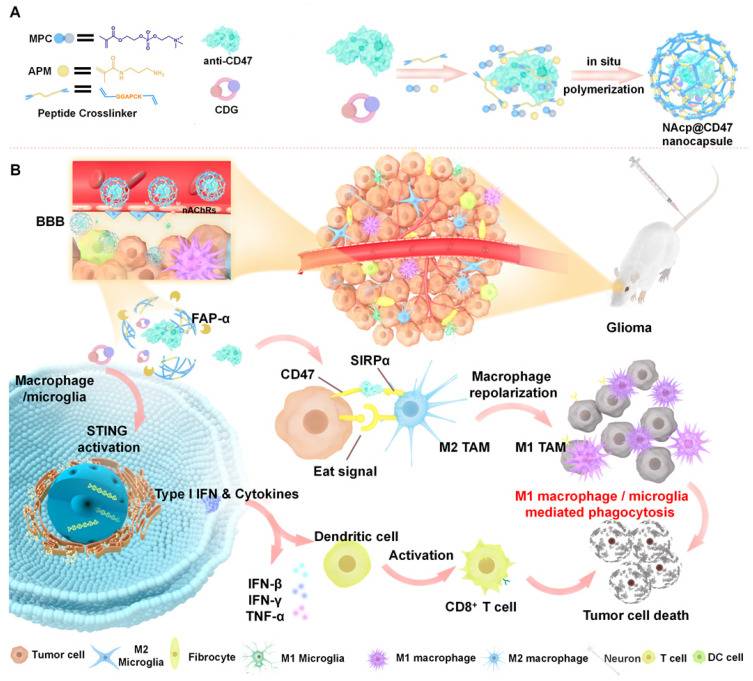 A
MPC
APM
Peptide Crosslinker
GGAPCK
anti-CD47
CDG
in situ
polymerization
NAcp@CD47
nanocapsule
B
BBB
nAChRs
Glioma
FAP-α
Macrophage
/microglia
STING
activation
Type I IFN & Cytokines
CD47
SIRPα
Eat signal
M2 TAM
Macrophage
repolarization
M1 TAM
M1 macrophage / microglia
mediated phagocytosis
Dendritic cell
Activation
CD8⁺ T cell
Tumor cell death
IFN-β
IFN-γ
TNF-α
Tumor cell
M2
Microglia
Fibrocyte
M1 Microglia
M1 macrophage
M2 macrophage
Neuron
T cell
DC cell